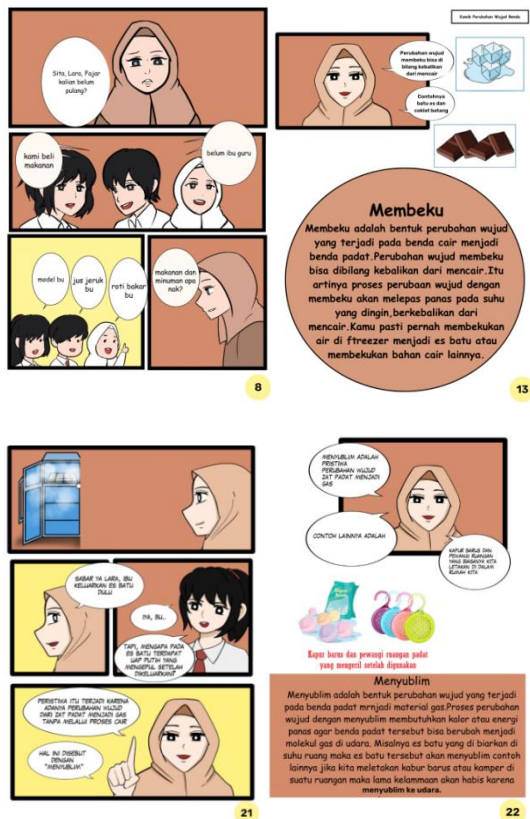 Sita, Lara, Fajar
kalian belum
pulang?
kami beli
makanan
belum ibu guru
model bu
jus jeruk
bu
roti bakar
bu
makanan dan
minuman apa
nak?
8
Komik Perubahan Wujud Benda
Perubahan wujud
membeku bisa di
bilang kebalikan
dari mencair
Contohnya
batu es dan
coklat batang
Membeku
Membeku adalah bentuk perubahan wujud
yang terjadi pada benda cair menjadi
benda padat.Perubahan wujud membeku
bisa dibilang kebalikan dari mencair.Itu
artinya proses perubaan wujud dengan
membeku akan melepas panas pada suhu
yang dingin,berkebalikan dari
mencair.Kamu pasti pernah membekukan
air di ftreezer menjadi es batu atau
membekukan bahan cair lainnya.
13
SABAR YA LARA, IBU
KELUARKAN ES BATU
DULU
IYA, BU..
TAPI, MENGAPA PADA
ES BATU TERDAPAT
UAP PUTIH YANG
MENGEPUL SETELAH
DIKELUARKAN?
PERISTIWA ITU TERJADI KARENA
ADANYA PERUBAHAN WUJUD
DARI ZAT PADAT MENJADI GAS
TANPA MELALUI PROSES CAIR
HAL INI DISEBUT
DENGAN
"MENYUBLIM"
21
MENYUBLIM ADALAH
PRISTIWA
PERUBAHAN WUJUD
ZAT PADAT MENJADI
GAS
CONTOH LAINNYA ADALAH
KAPUR BARUS DAN
PEWANGI RUANGAN
YANG BIASANYA KITA
LETAKAN DI DALAM
RUMAH KITA
Kapur barus dan pewangi ruangan padat
yang mengecil setelah digunakan
Menyublim
Menyublim adalah bentuk perubahan wujud yang terjadi
pada benda padat mrnjadi material gas.Proses perubahan
wujud dengan menyublim membutuhkan kalor atau energi
panas agar benda padat tersebut bisa berubah menjadi
molekul gas di udara. Misalnya es batu yang di biarkan di
suhu ruang maka es batu tersebut akan menyublim contoh
lainnya jika kita meletakan kabur barus atau kamper di
suatu ruangan maka lama kelammaan akan habis karena
menyublim ke udara.
22